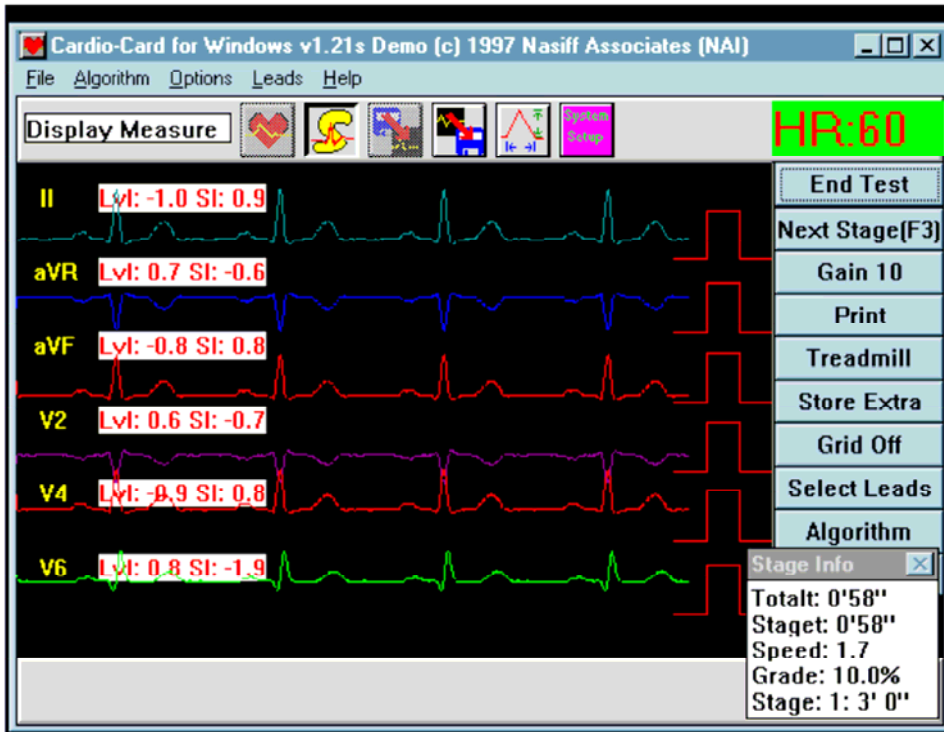 Cardio-Card for Windows v1.21s Demo (c) 1997 Nasiff Associates (NAI)
File Algorithm Options Leads Help
Display Measure
System Setup
HR:60
II Lvl: -1.0 Sl: 0.9
aVR Lvl: 0.7 Sl: -0.6
aVF Lvl: -0.8 Sl: 0.8
V2 Lvl: 0.6 Sl: -0.7
V4 Lvl: -0.9 Sl: 0.8
V6 Lvl: 0.8 Sl: -1.9
End Test
Next Stage(F3)
Gain 10
Print
Treadmill
Store Extra
Grid Off
Select Leads
Algorithm
Stage Info
Totalt: 0'58"
Staget: 0'58"
Speed: 1.7
Grade: 10.0%
Stage: 1: 3' 0"